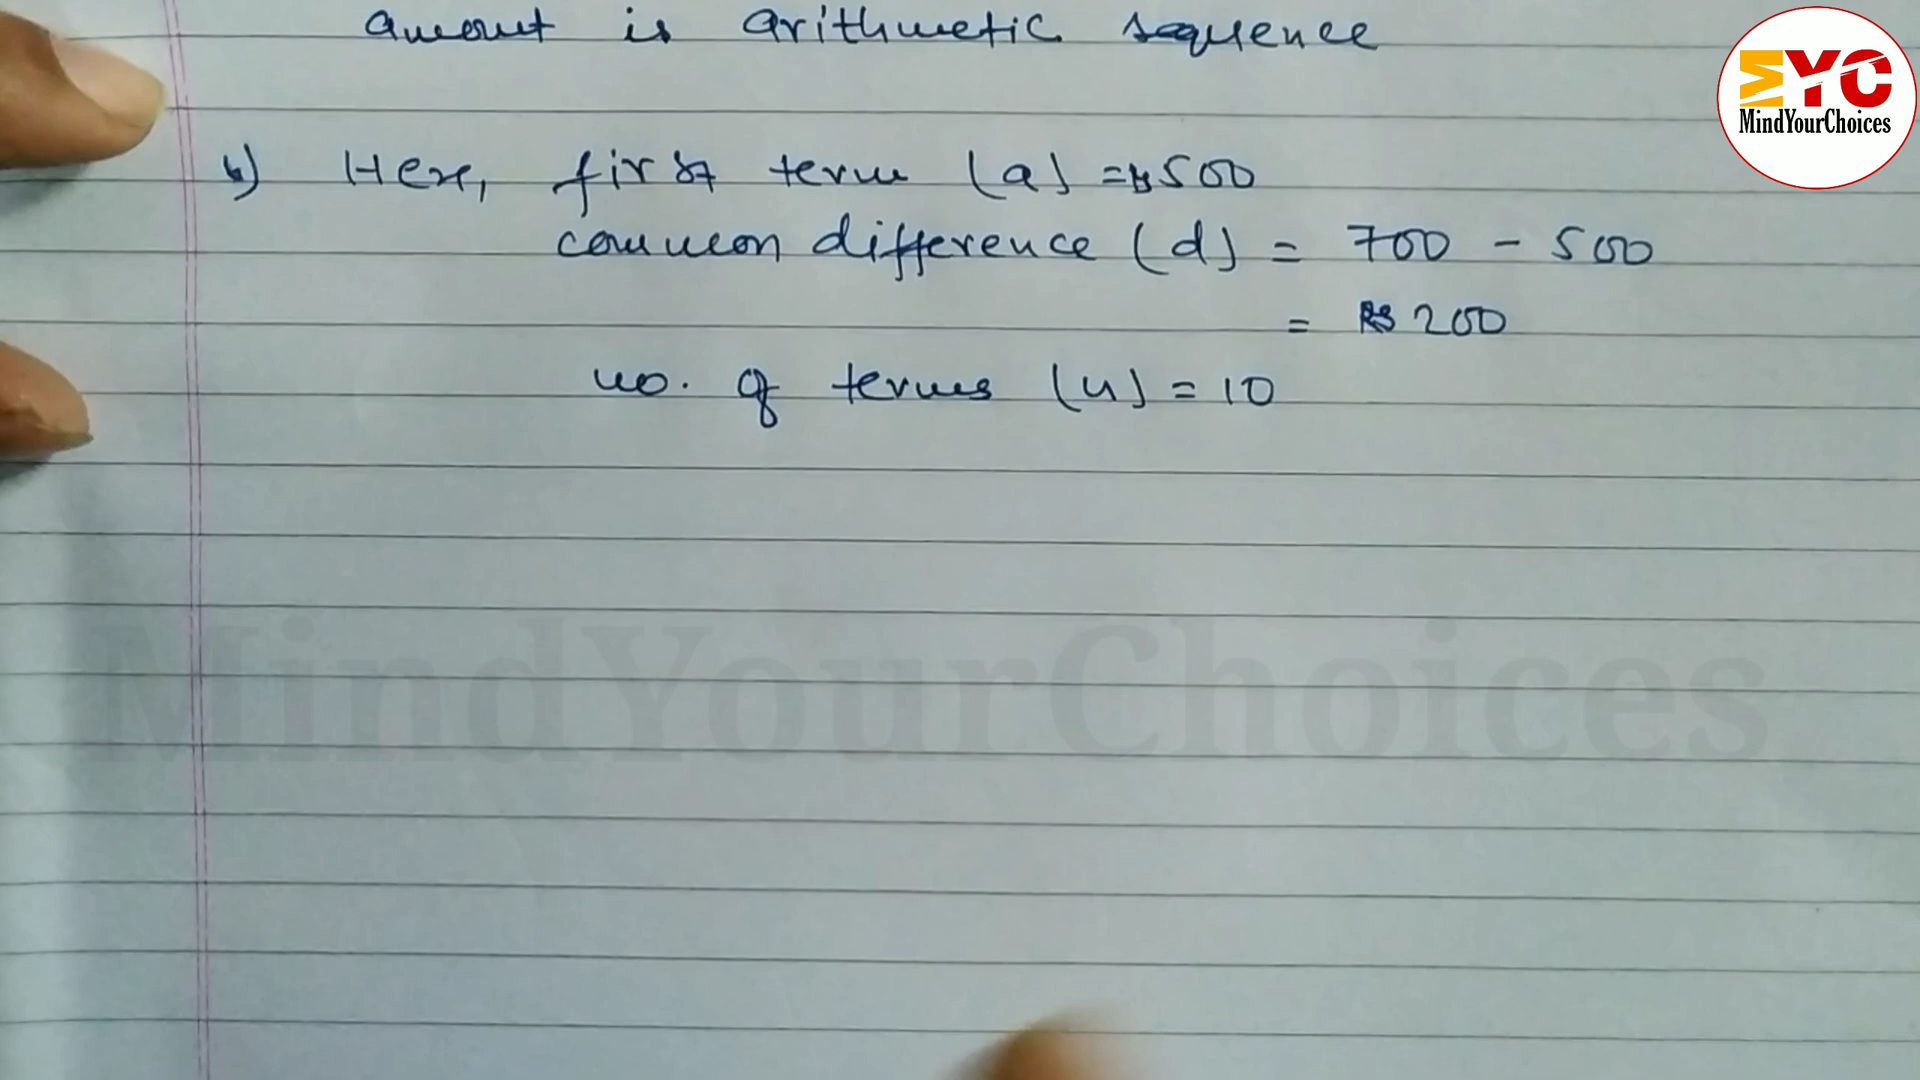 amount is arithmetic sequence
MYC
MindYourChoices
b) Here, first term (a) = Rs 500
common difference (d) = 700 - 500
= Rs 200
no. of terms (n) = 10
MindYourChoices